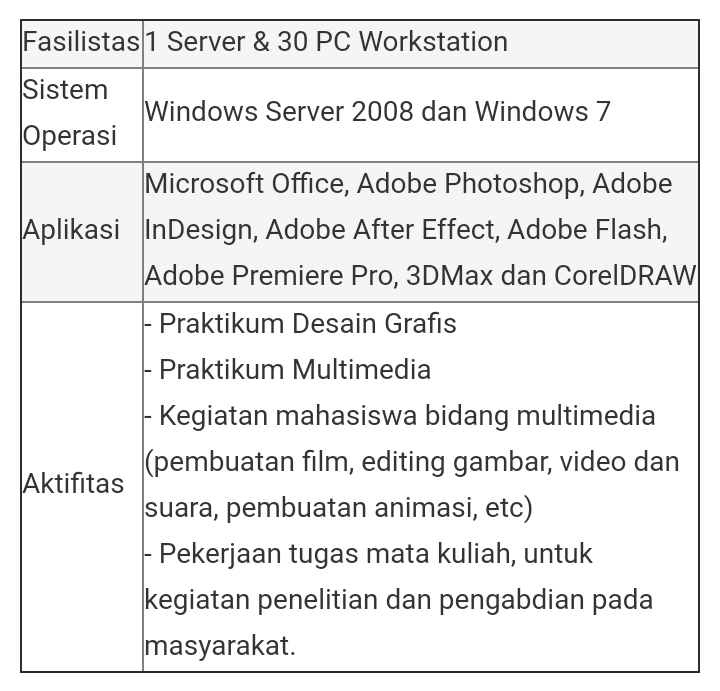 Fasilistas 1 Server & 30 PC Workstation
Sistem
Operasi
Windows Server 2008 dan Windows 7
Aplikasi
Microsoft Office, Adobe Photoshop, Adobe
InDesign, Adobe After Effect, Adobe Flash,
Adobe Premiere Pro, 3DMax dan CorelDRAW
Aktifitas
- Praktikum Desain Grafis
- Praktikum Multimedia
- Kegiatan mahasiswa bidang multimedia
(pembuatan film, editing gambar, video dan
suara, pembuatan animasi, etc)
- Pekerjaan tugas mata kuliah, untuk
kegiatan penelitian dan pengabdian pada
masyarakat.